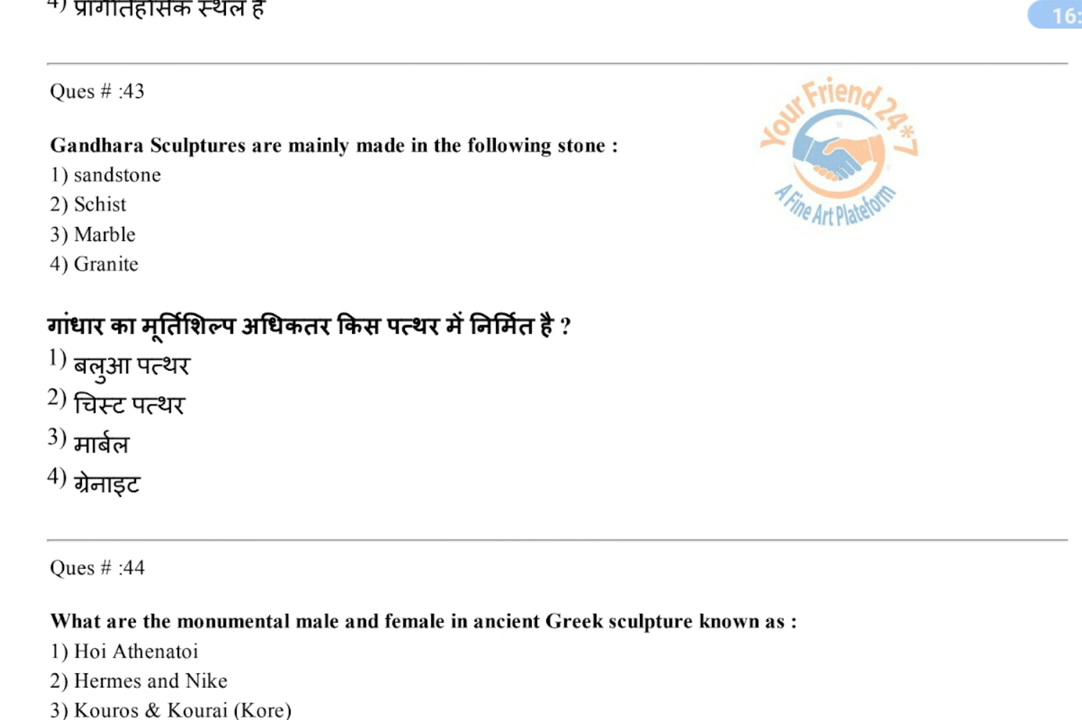 4) प्रागैतिहासिक स्थल है
16:
Ques # :43
Your Friend 24*7
A Fine Art Plateform
Gandhara Sculptures are mainly made in the following stone :
1) sandstone
2) Schist
3) Marble
4) Granite
गांधार का मूर्तिशिल्प अधिकतर किस पत्थर में निर्मित है ?
1) बलुआ पत्थर
2) चिस्ट पत्थर
3) मार्बल
4) ग्रेनाइट
Ques # :44
What are the monumental male and female in ancient Greek sculpture known as :
1) Hoi Athenatoi
2) Hermes and Nike
3) Kouros & Kourai (Kore)